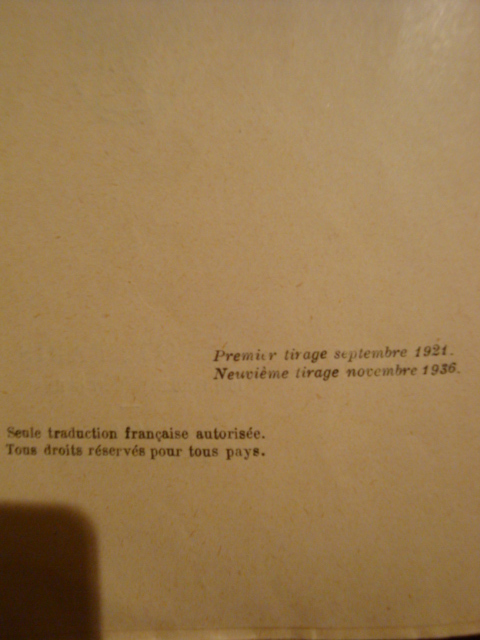 Premier tirage septembre 1921.
Neuvième tirage novembre 1936.
Seule traduction française autorisée.
Tous droits réservés pour tous pays.